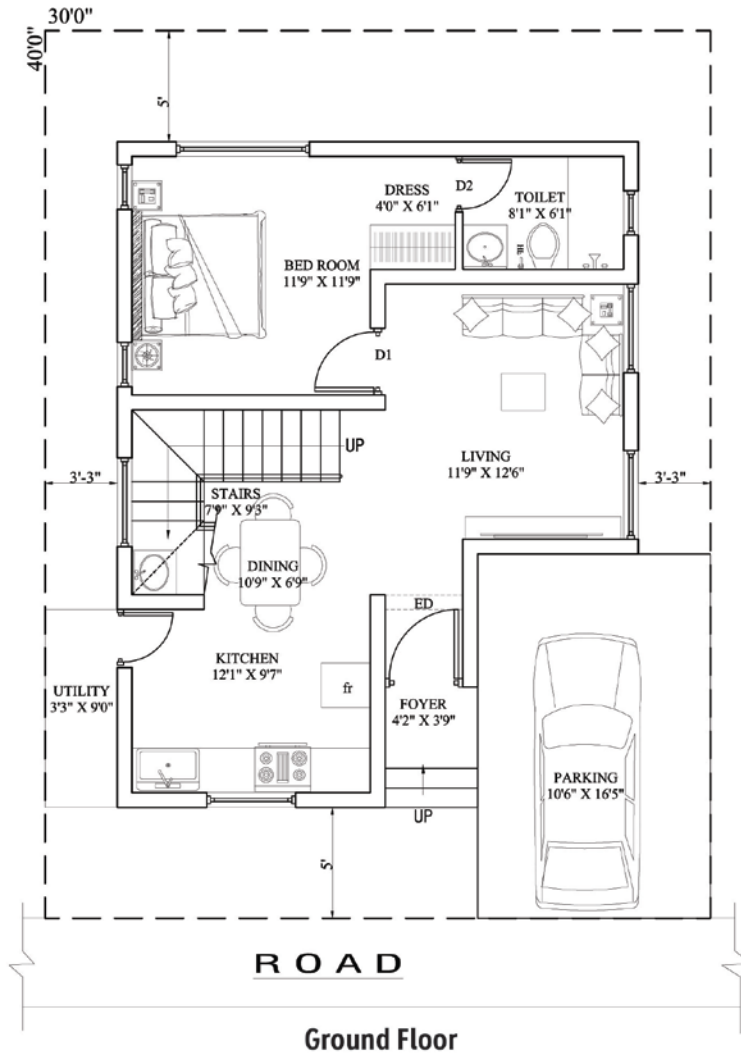 30'0"
40'0"
5'
DRESS
4'0" X 6'1"
D2
TOILET
8'1" X 6'1"
BED ROOM
11'9" X 11'9"
D1
UP
LIVING
11'9" X 12'6"
3'-3"
3'-3"
STAIRS
7'9" X 9'3"
DINING
10'9" X 6'9"
ED
KITCHEN
12'1" X 9'7"
UTILITY
3'3" X 9'0"
fr
FOYER
4'2" X 3'9"
PARKING
10'6" X 16'5"
UP
5'
ROAD
Ground Floor